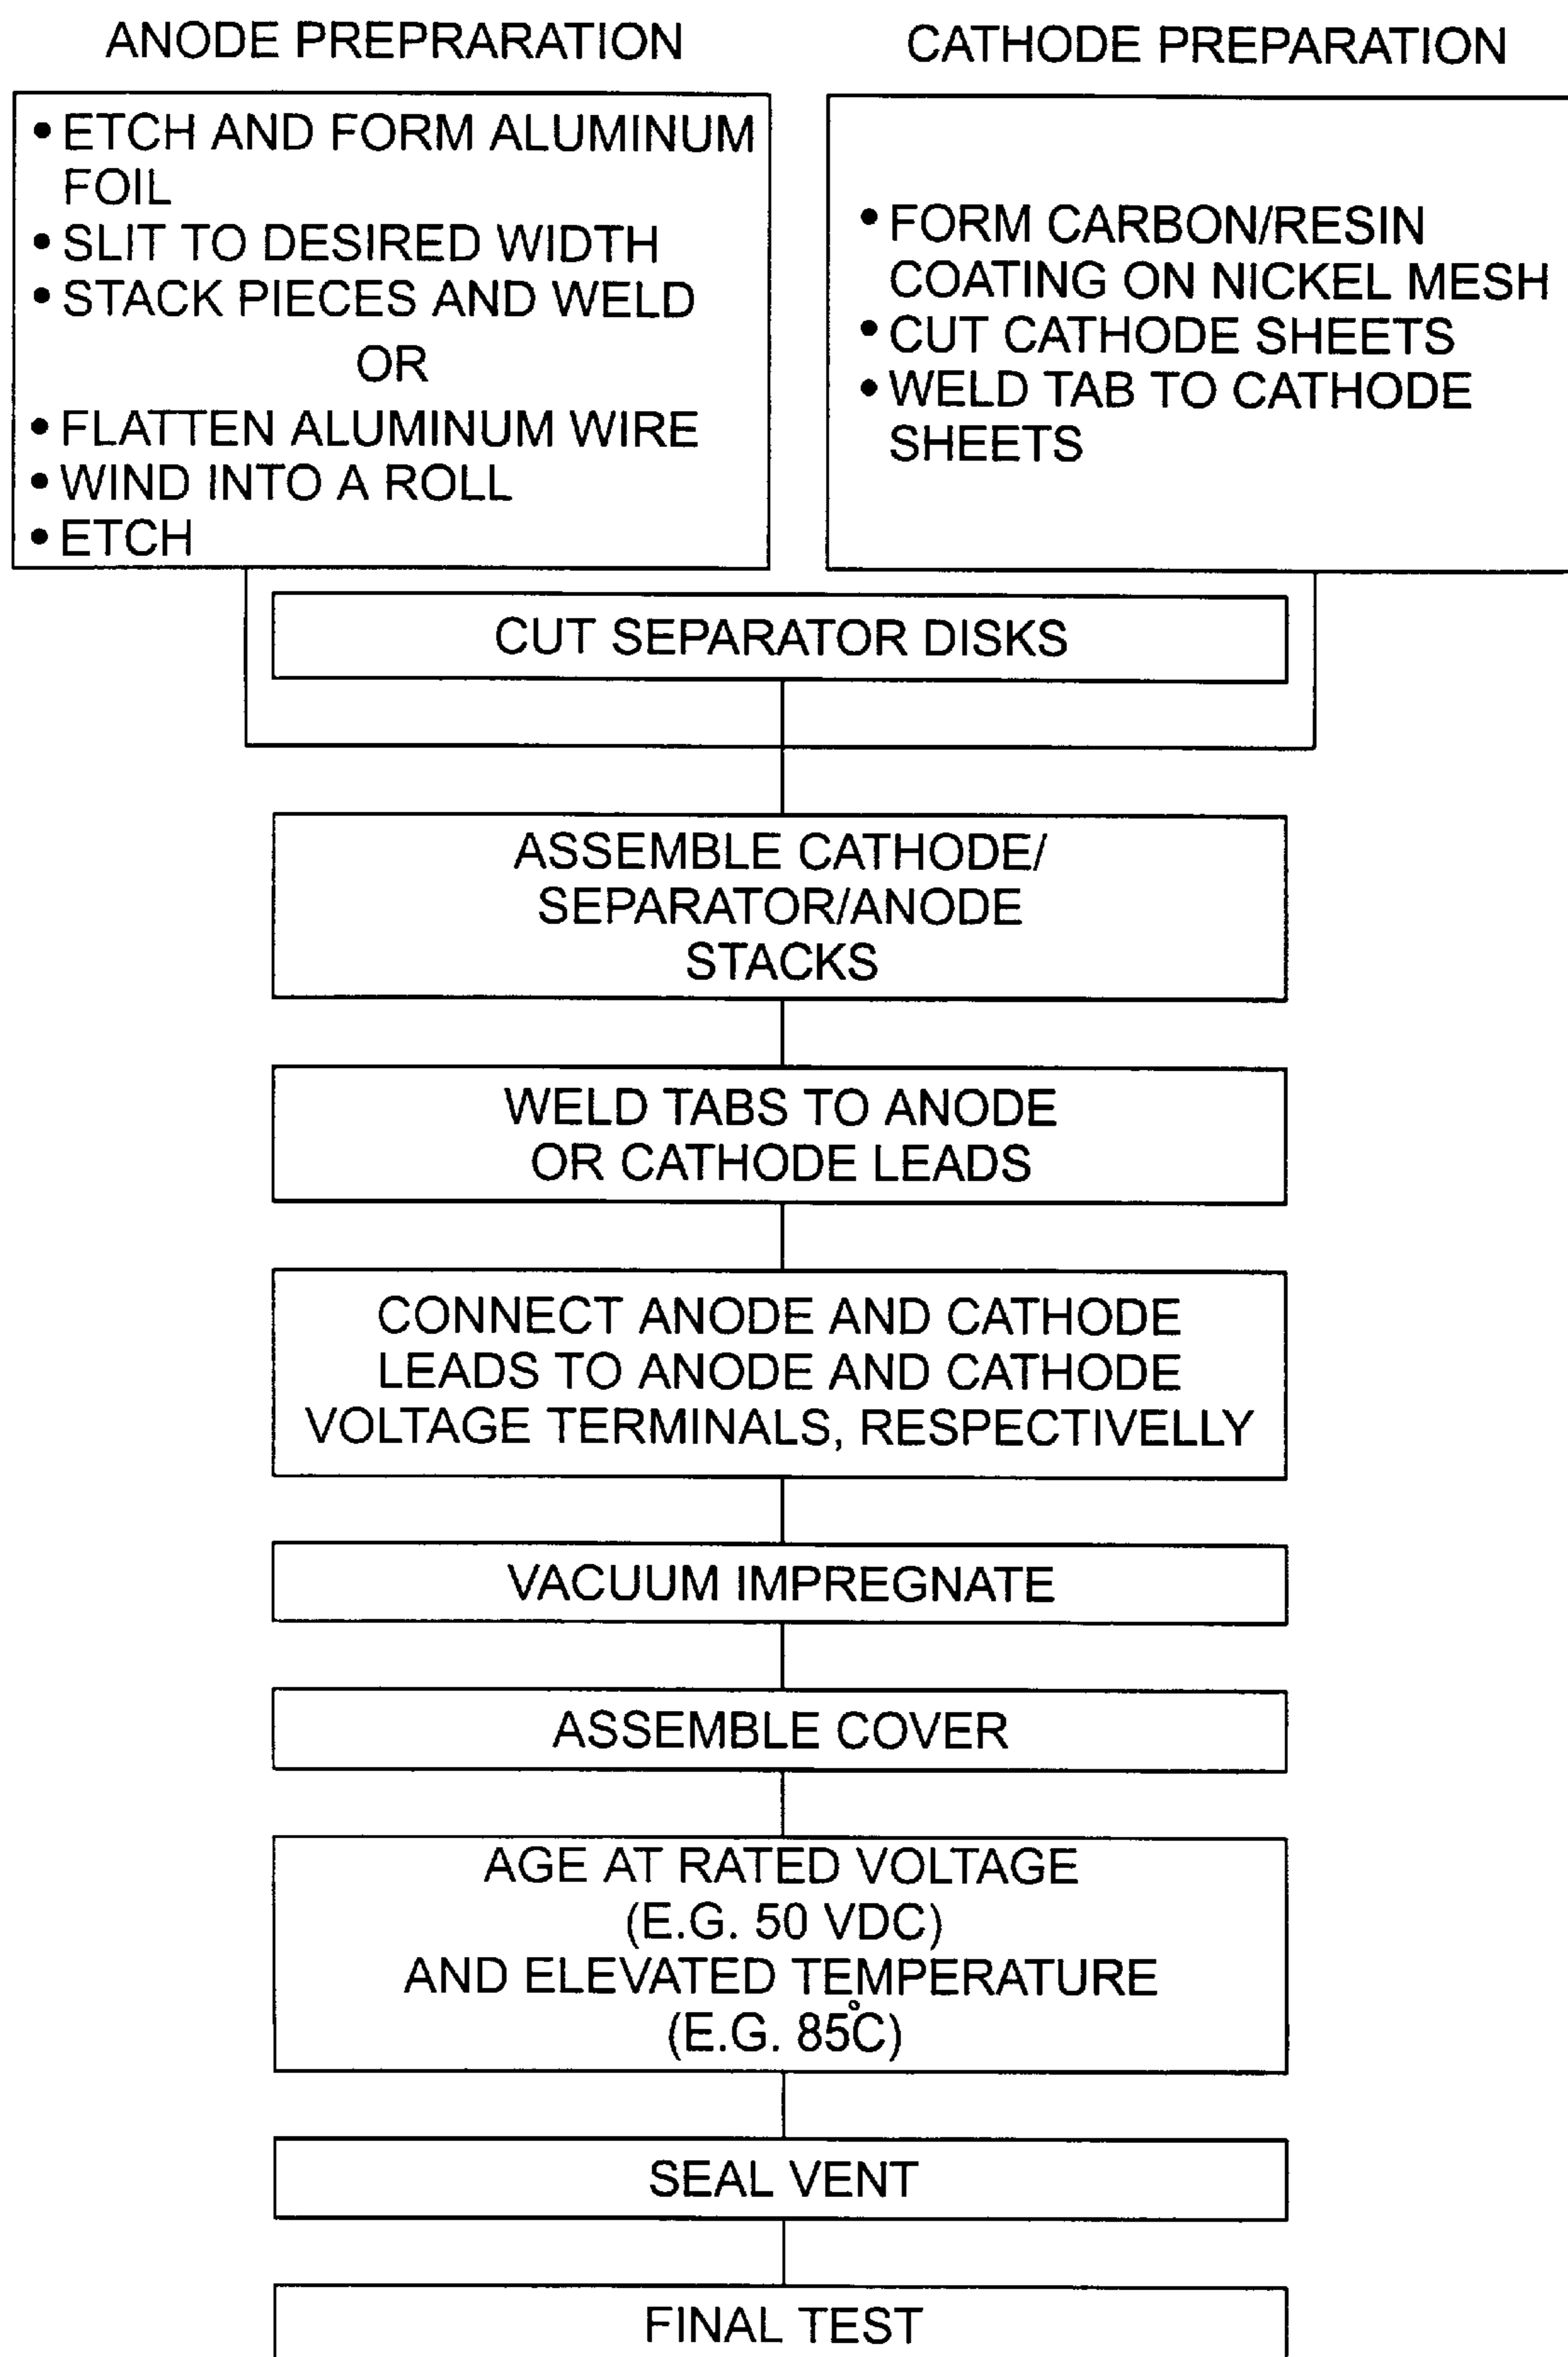 ANODE PREPRARATION
• ETCH AND FORM ALUMINUM
FOIL
• SLIT TO DESIRED WIDTH
• STACK PIECES AND WELD
OR
• FLATTEN ALUMINUM WIRE
• WIND INTO A ROLL
• ETCH
CATHODE PREPARATION
• FORM CARBON/RESIN
COATING ON NICKEL MESH
• CUT CATHODE SHEETS
• WELD TAB TO CATHODE
SHEETS
CUT SEPARATOR DISKS
ASSEMBLE CATHODE/
SEPARATOR/ANODE
STACKS
WELD TABS TO ANODE
OR CATHODE LEADS
CONNECT ANODE AND CATHODE
LEADS TO ANODE AND CATHODE
VOLTAGE TERMINALS, RESPECTIVELLY
VACUUM IMPREGNATE
ASSEMBLE COVER
AGE AT RATED VOLTAGE
(E.G. 50 VDC)
AND ELEVATED TEMPERATURE
(E.G. 85°C)
SEAL VENT
FINAL TEST